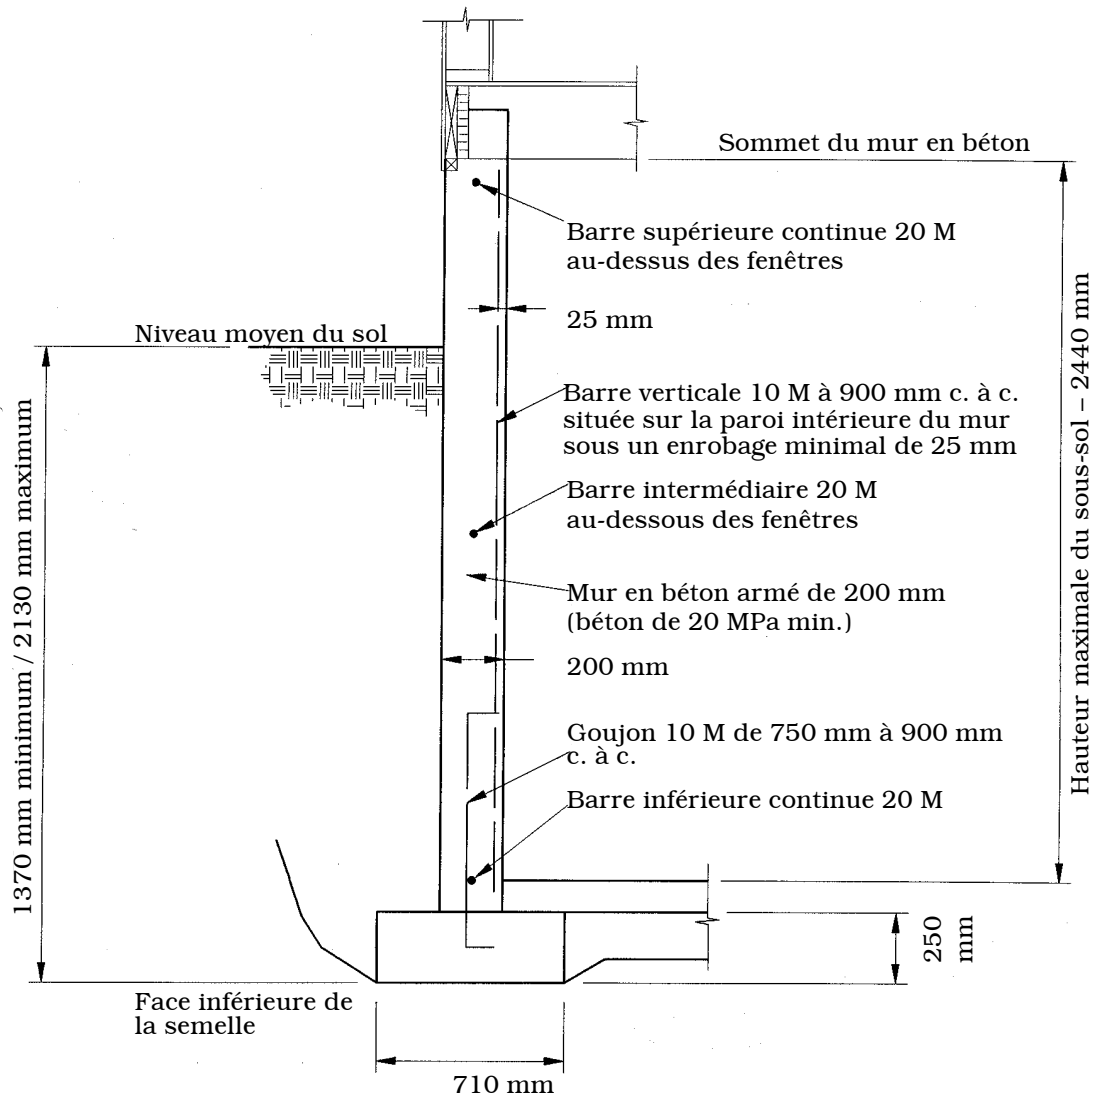 Sommet du mur en béton
Barre supérieure continue 20 M
au-dessus des fenêtres
25 mm
Niveau moyen du sol
Barre verticale 10 M à 900 mm c. à c.
située sur la paroi intérieure du mur
sous un enrobage minimal de 25 mm
Barre intermédiaire 20 M
au-dessous des fenêtres
Mur en béton armé de 200 mm
(béton de 20 MPa min.)
200 mm
Goujon 10 M de 750 mm à 900 mm
c. à c.
Barre inférieure continue 20 M
Hauteur maximale du sous-sol – 2440 mm
1370 mm minimum / 2130 mm maximum
250
mm
Face inférieure de
la semelle
710 mm